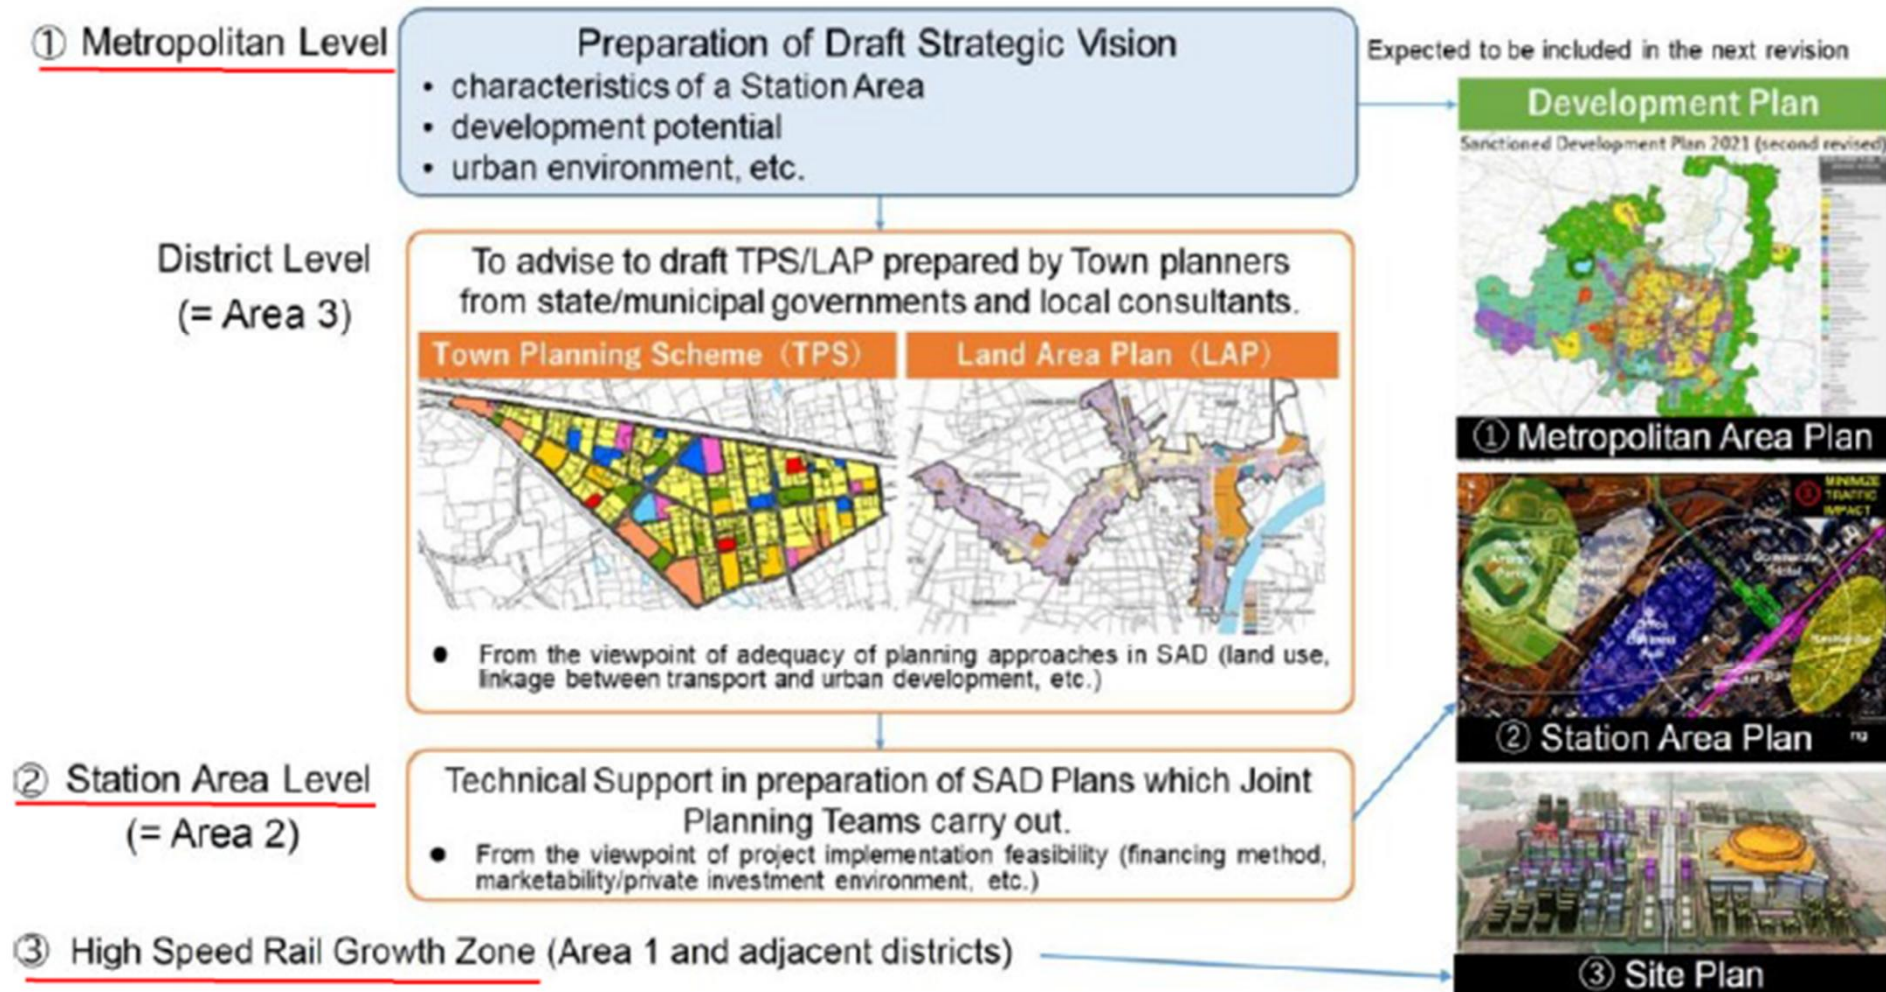 ① Metropolitan Level
Preparation of Draft Strategic Vision
• characteristics of a Station Area
• development potential
• urban environment, etc.
Expected to be included in the next revision
Development Plan
Sanctioned Development Plan 2021 (second revised)
① Metropolitan Area Plan
District Level
(= Area 3)
To advise to draft TPS/LAP prepared by Town planners
from state/municipal governments and local consultants.
Town Planning Scheme (TPS)
Land Area Plan (LAP)
● From the viewpoint of adequacy of planning approaches in SAD (land use,
linkage between transport and urban development, etc.)
MINIMIZE
TRAFFIC
IMPACT
② Station Area Plan
ng
② Station Area Level
(= Area 2)
Technical Support in preparation of SAD Plans which Joint
Planning Teams carry out.
● From the viewpoint of project implementation feasibility (financing method,
marketability/private investment environment, etc.)
③ High Speed Rail Growth Zone (Area 1 and adjacent districts)
③ Site Plan